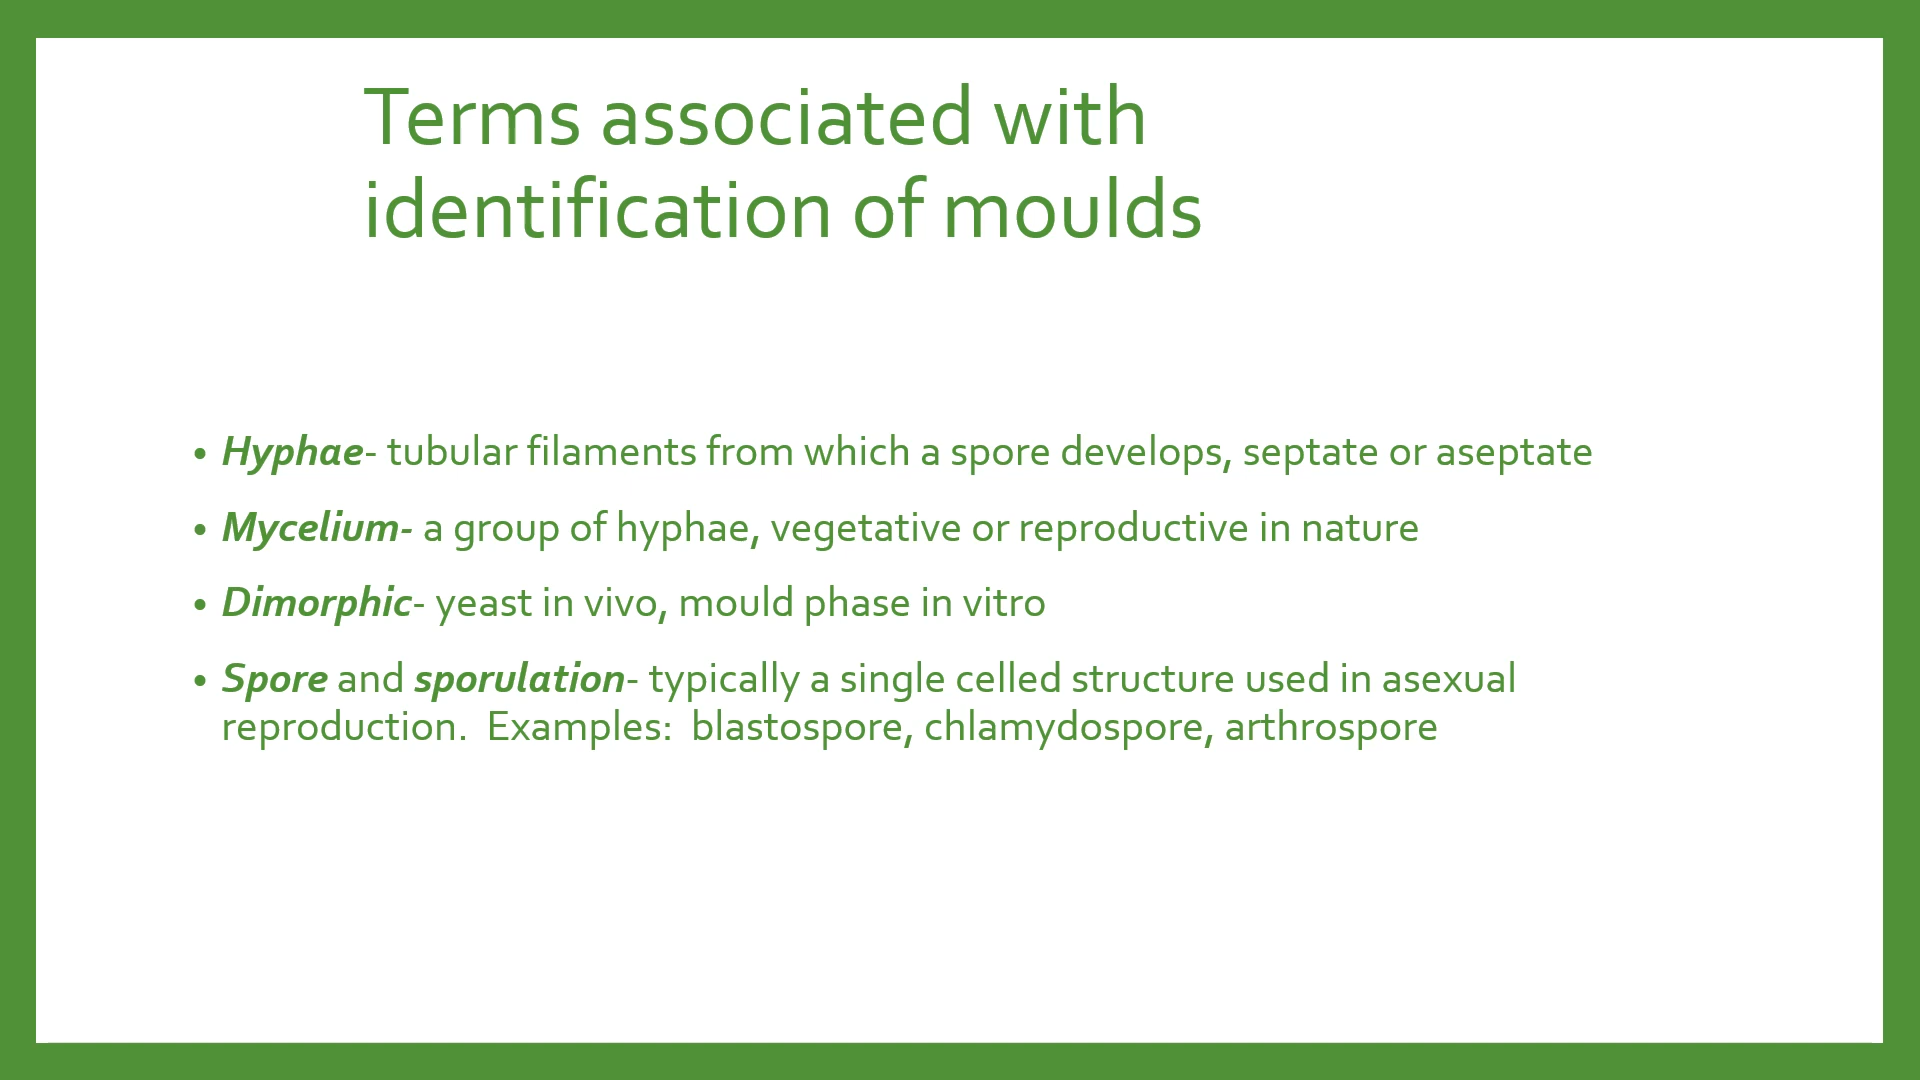 Terms associated with
identification of moulds
• Hyphae- tubular filaments from which a spore develops, septate or aseptate
• Mycelium- a group of hyphae, vegetative or reproductive in nature
• Dimorphic- yeast in vivo, mould phase in vitro
• Spore and sporulation- typically a single celled structure used in asexual
reproduction.  Examples:  blastospore, chlamydospore, arthrospore